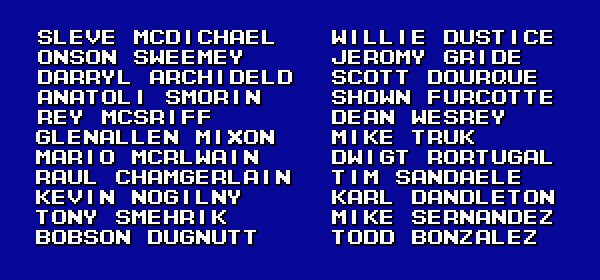 SLEVE MCDICHAEL
ONSON SWEEMEY
DARRYL ARCHIDELD
ANATOLI SMORIN
REY MCSRIFF
GLENALLEN MIXON
MARIO MCRLWAIN
RAUL CHAMGERLAIN
KEVIN NOGILNY
TONY SMEHRIK
BOBSON DUGNUTT
WILLIE DUSTICE
JEROMY GRIDE
SCOTT DOURQUE
SHOWN FURCOTTE
DEAN WESREY
MIKE TRUK
DWIGT RORTUGAL
TIM SANDAELE
KARL DANDLETON
MIKE SERNANDEZ
TODD BONZALEZ